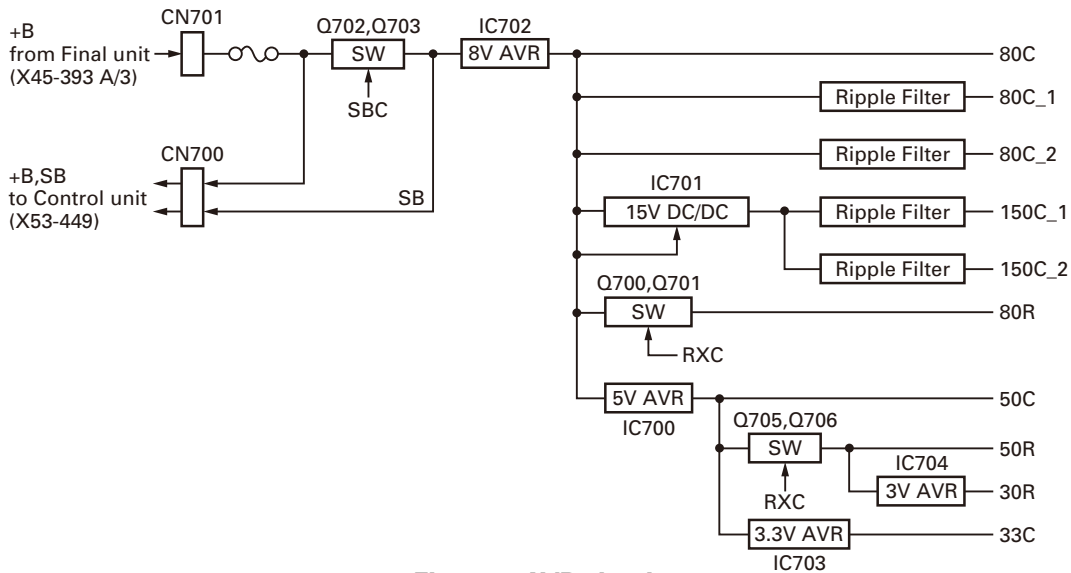 +B
from Final unit
(X45-393 A/3)
CN701
Q702,Q703
SW
SBC
IC702
8V AVR
80C
Ripple Filter
80C_1
+B,SB
to Control unit
(X53-449)
CN700
SB
Ripple Filter
80C_2
IC701
15V DC/DC
Ripple Filter
150C_1
Ripple Filter
150C_2
Q700,Q701
SW
RXC
80R
5V AVR
IC700
50C
Q705,Q706
SW
RXC
50R
IC704
3V AVR
30R
3.3V AVR
IC703
33C